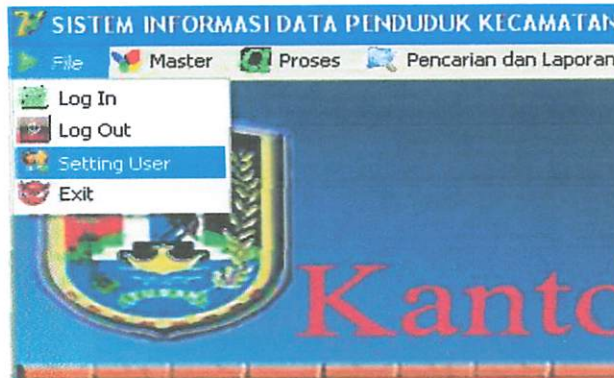 SISTEM INFORMASI DATA PENDUDUK KECAMATAN
File Master Proses Pencarian dan Laporan
Log In
Log Out
Setting User
Exit
Kanto